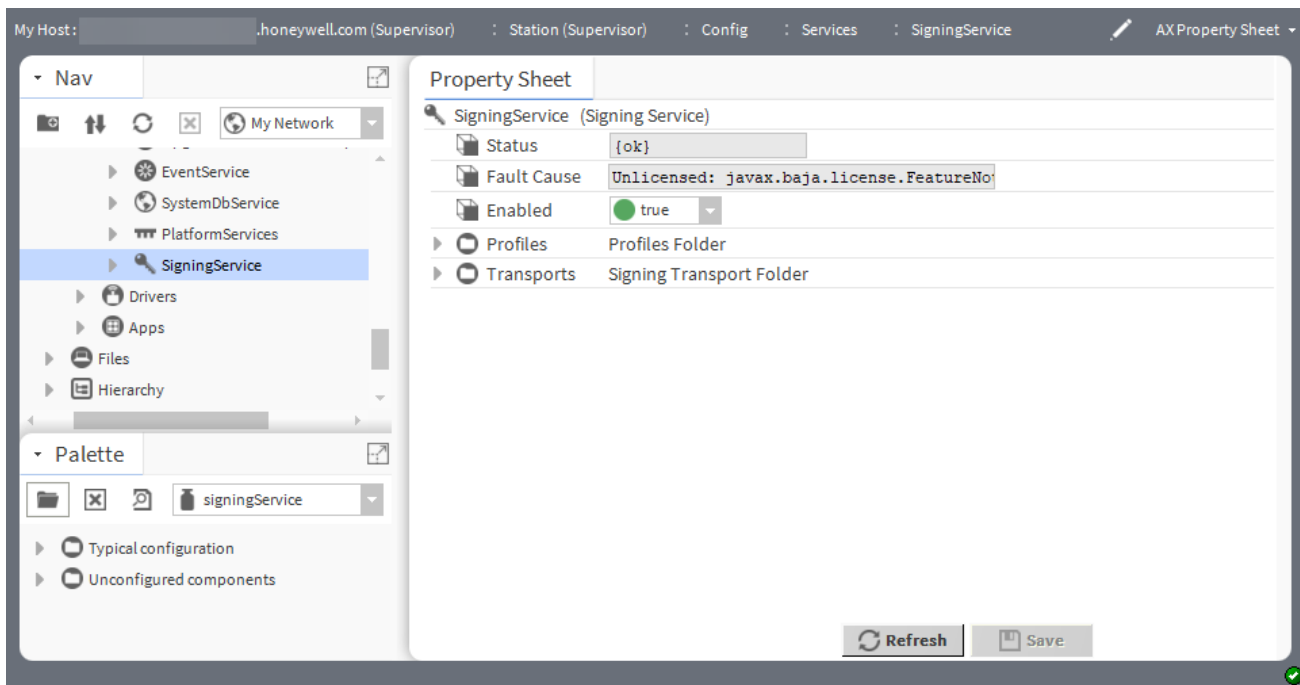 My Host : .honeywell.com (Supervisor) : Station (Supervisor) : Config : Services : SigningService AX Property Sheet
Nav
My Network
EventService
SystemDbService
PlatformServices
SigningService
Drivers
Apps
Files
Hierarchy
Palette
signingService
Typical configuration
Unconfigured components
Property Sheet
SigningService (Signing Service)
Status {ok}
Fault Cause Unlicensed: javax.baja.license.FeatureNo
Enabled true
Profiles Profiles Folder
Transports Signing Transport Folder
Refresh Save